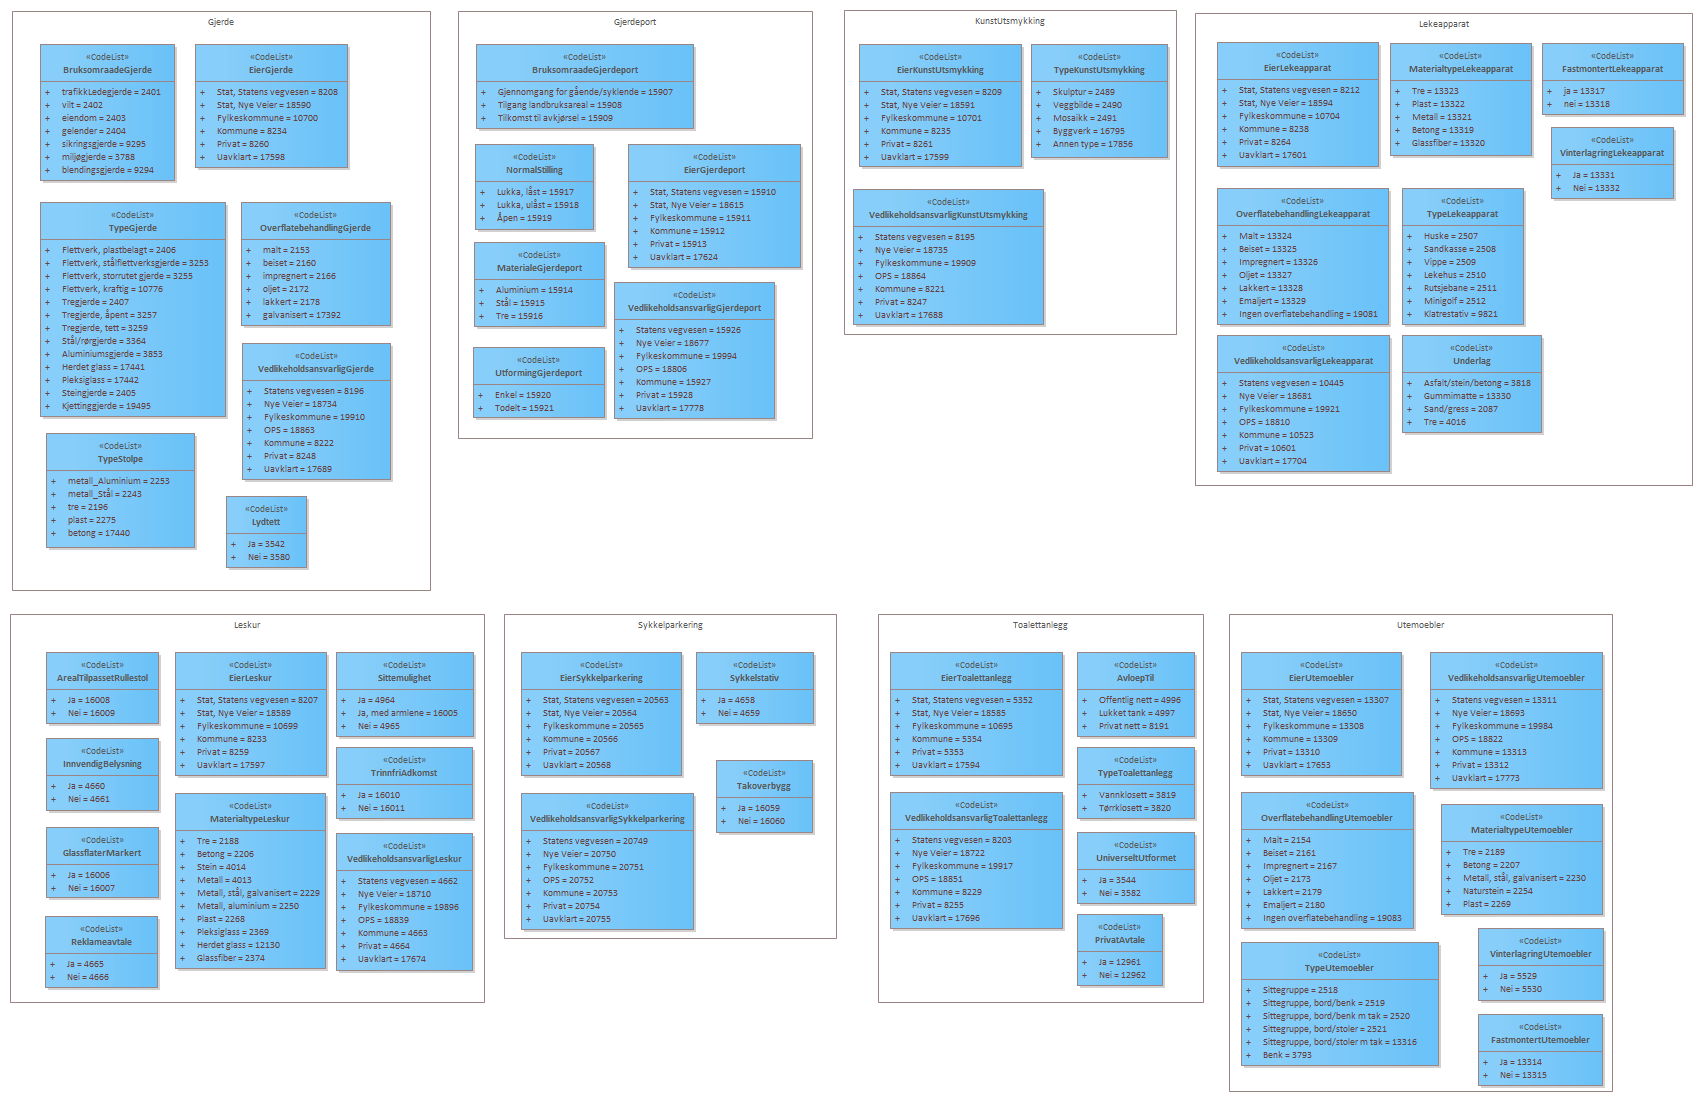 Gjerde
«CodeList»
BruksomraadeGjerde
+ trafikkLedegjerde = 2401
+ vilt = 2402
+ eiendom = 2403
+ gelender = 2404
+ sikringsgjerde = 9295
+ miljøgjerde = 3788
+ blendingsgjerde = 9294
«CodeList»
EierGjerde
+ Stat, Statens vegvesen = 8208
+ Stat, Nye Veier = 18590
+ Fylkeskommune = 10700
+ Kommune = 8234
+ Privat = 8260
+ Uavklart = 17598
«CodeList»
TypeGjerde
+ Flettverk, plastbelagt = 2406
+ Flettverk, stålflettverksgjerde = 3253
+ Flettverk, storrutet gjerde = 3255
+ Flettverk, kraftig = 10776
+ Tregjerde = 2407
+ Tregjerde, åpent = 3257
+ Tregjerde, tett = 3259
+ Stål/rørgjerde = 3364
+ Aluminiumsgjerde = 3853
+ Herdet glass = 17441
+ Pleksiglass = 17442
+ Steingjerde = 2405
+ Kjettinggjerde = 19495
«CodeList»
OverflatebehandlingGjerde
+ malt = 2153
+ beiset = 2160
+ impregnert = 2166
+ oljet = 2172
+ lakkert = 2178
+ galvanisert = 17392
«CodeList»
VedlikeholdsansvarligGjerde
+ Statens vegvesen = 8196
+ Nye Veier = 18734
+ Fylkeskommune = 19910
+ OPS = 18863
+ Kommune = 8222
+ Privat = 8248
+ Uavklart = 17689
«CodeList»
TypeStolpe
+ metall_Aluminium = 2253
+ metall_Stål = 2243
+ tre = 2196
+ plast = 2275
+ betong = 17440
«CodeList»
Lydtett
+ Ja = 3542
+ Nei = 3580
Gjerdeport
«CodeList»
BruksomraadeGjerdeport
+ Gjennomgang for gående/syklende = 15907
+ Tilgang landbruksareal = 15908
+ Tilkomst til avkjørsel = 15909
«CodeList»
NormalStilling
+ Lukka, låst = 15917
+ Lukka, ulåst = 15918
+ Åpen = 15919
«CodeList»
EierGjerdeport
+ Stat, Statens vegvesen = 15910
+ Stat, Nye Veier = 18615
+ Fylkeskommune = 15911
+ Kommune = 15912
+ Privat = 15913
+ Uavklart = 17624
«CodeList»
MaterialeGjerdeport
+ Aluminium = 15914
+ Stål = 15915
+ Tre = 15916
«CodeList»
VedlikeholdsansvarligGjerdeport
+ Statens vegvesen = 15926
+ Nye Veier = 18677
+ Fylkeskommune = 19994
+ OPS = 18806
+ Kommune = 15927
+ Privat = 15928
+ Uavklart = 17778
«CodeList»
UtformingGjerdeport
+ Enkel = 15920
+ Todelt = 15921
KunstUtsmykking
«CodeList»
EierKunstUtsmykking
+ Stat, Statens vegvesen = 8209
+ Stat, Nye Veier = 18591
+ Fylkeskommune = 10701
+ Kommune = 8235
+ Privat = 8261
+ Uavklart = 17599
«CodeList»
TypeKunstUtsmykking
+ Skulptur = 2489
+ Veggbilde = 2490
+ Mosaikk = 2491
+ Byggverk = 16795
+ Annen type = 17856
«CodeList»
VedlikeholdsansvarligKunstUtsmykking
+ Statens vegvesen = 8195
+ Nye Veier = 18735
+ Fylkeskommune = 19909
+ OPS = 18864
+ Kommune = 8221
+ Privat = 8247
+ Uavklart = 17688
Lekeapparat
«CodeList»
EierLekeapparat
+ Stat, Statens vegvesen = 8212
+ Stat, Nye Veier = 18594
+ Fylkeskommune = 10704
+ Kommune = 8238
+ Privat = 8264
+ Uavklart = 17601
«CodeList»
MaterialtypeLekeapparat
+ Tre = 13323
+ Plast = 13322
+ Metall = 13321
+ Betong = 13319
+ Glassfiber = 13320
«CodeList»
FastmontertLekeapparat
+ ja = 13317
+ nei = 13318
«CodeList»
VinterlagringLekeapparat
+ Ja = 13331
+ Nei = 13332
«CodeList»
OverflatebehandlingLekeapparat
+ Malt = 13324
+ Beiset = 13325
+ Impregnert = 13326
+ Oljet = 13327
+ Lakkert = 13328
+ Emaljert = 13329
+ Ingen overflatebehandling = 19081
«CodeList»
TypeLekeapparat
+ Huske = 2507
+ Sandkasse = 2508
+ Vippe = 2509
+ Lekehus = 2510
+ Rutsjebane = 2511
+ Minigolf = 2512
+ Klatrestativ = 9821
«CodeList»
VedlikeholdsansvarligLekeapparat
+ Statens vegvesen = 10445
+ Nye Veier = 18681
+ Fylkeskommune = 19921
+ OPS = 18810
+ Kommune = 10523
+ Privat = 10601
+ Uavklart = 17704
«CodeList»
Underlag
+ Asfalt/stein/betong = 3818
+ Gummimatte = 13330
+ Sand/gress = 2087
+ Tre = 4016
Leskur
«CodeList»
ArealTilpassetRullestol
+ Ja = 16008
+ Nei = 16009
«CodeList»
EierLeskur
+ Stat, Statens vegvesen = 8207
+ Stat, Nye Veier = 18589
+ Fylkeskommune = 10699
+ Kommune = 8233
+ Privat = 8259
+ Uavklart = 17597
«CodeList»
Sittemulighet
+ Ja = 4964
+ Ja, med armlene = 16005
+ Nei = 4965
«CodeList»
InnvendigBelysning
+ Ja = 4660
+ Nei = 4661
«CodeList»
TrinnfriAdkomst
+ Ja = 16010
+ Nei = 16011
«CodeList»
MaterialtypeLeskur
+ Tre = 2188
+ Betong = 2206
+ Stein = 4014
+ Metall = 4013
+ Metall, stål, galvanisert = 2229
+ Metall, aluminium = 2250
+ Plast = 2268
+ Pleksiglass = 2369
+ Herdet glass = 12130
+ Glassfiber = 2374
«CodeList»
GlassflaterMarkert
+ Ja = 16006
+ Nei = 16007
«CodeList»
VedlikeholdsansvarligLeskur
+ Statens vegvesen = 4662
+ Nye Veier = 18710
+ Fylkeskommune = 19896
+ OPS = 18839
+ Kommune = 4663
+ Privat = 4664
+ Uavklart = 17674
«CodeList»
Reklameavtale
+ Ja = 4665
+ Nei = 4666
Sykkelparkering
«CodeList»
EierSykkelparkering
+ Stat, Statens vegvesen = 20563
+ Stat, Nye Veier = 20564
+ Fylkeskommune = 20565
+ Kommune = 20566
+ Privat = 20567
+ Uavklart = 20568
«CodeList»
Sykkelstativ
+ Ja = 4658
+ Nei = 4659
«CodeList»
Takoverbygg
+ Ja = 16059
+ Nei = 16060
«CodeList»
VedlikeholdsansvarligSykkelparkering
+ Statens vegvesen = 20749
+ Nye Veier = 20750
+ Fylkeskommune = 20751
+ OPS = 20752
+ Kommune = 20753
+ Privat = 20754
+ Uavklart = 20755
Toalettanlegg
«CodeList»
EierToalettanlegg
+ Stat, Statens vegvesen = 5352
+ Stat, Nye Veier = 18585
+ Fylkeskommune = 10695
+ Kommune = 5354
+ Privat = 5353
+ Uavklart = 17594
«CodeList»
AvloepTil
+ Offentlig nett = 4996
+ Lukket tank = 4997
+ Privat nett = 8191
«CodeList»
TypeToalettanlegg
+ Vannklosett = 3819
+ Tørrklosett = 3820
«CodeList»
VedlikeholdsansvarligToalettanlegg
+ Statens vegvesen = 8203
+ Nye Veier = 18722
+ Fylkeskommune = 19917
+ OPS = 18851
+ Kommune = 8229
+ Privat = 8255
+ Uavklart = 17696
«CodeList»
UniverseltUtformet
+ Ja = 3544
+ Nei = 3582
«CodeList»
PrivatAvtale
+ Ja = 12961
+ Nei = 12962
Utemoebler
«CodeList»
EierUtemoebler
+ Stat, Statens vegvesen = 13307
+ Stat, Nye Veier = 18650
+ Fylkeskommune = 13308
+ Kommune = 13309
+ Privat = 13310
+ Uavklart = 17653
«CodeList»
VedlikeholdsansvarligUtemoebler
+ Statens vegvesen = 13311
+ Nye Veier = 18693
+ Fylkeskommune = 19984
+ OPS = 18822
+ Kommune = 13313
+ Privat = 13312
+ Uavklart = 17773
«CodeList»
OverflatebehandlingUtemoebler
+ Malt = 2154
+ Beiset = 2161
+ Impregnert = 2167
+ Oljet = 2173
+ Lakkert = 2179
+ Emaljert = 2180
+ Ingen overflatebehandling = 19083
«CodeList»
MaterialtypeUtemoebler
+ Tre = 2189
+ Betong = 2207
+ Metall, stål, galvanisert = 2230
+ Naturstein = 2254
+ Plast = 2269
«CodeList»
TypeUtemoebler
+ Sittegruppe = 2518
+ Sittegruppe, bord/benk = 2519
+ Sittegruppe, bord/benk m tak = 2520
+ Sittegruppe, bord/stoler = 2521
+ Sittegruppe, bord/stoler m tak = 13316
+ Benk = 3793
«CodeList»
VinterlagringUtemoebler
+ Ja = 5529
+ Nei = 5530
«CodeList»
FastmontertUtemoebler
+ Ja = 13314
+ Nei = 13315